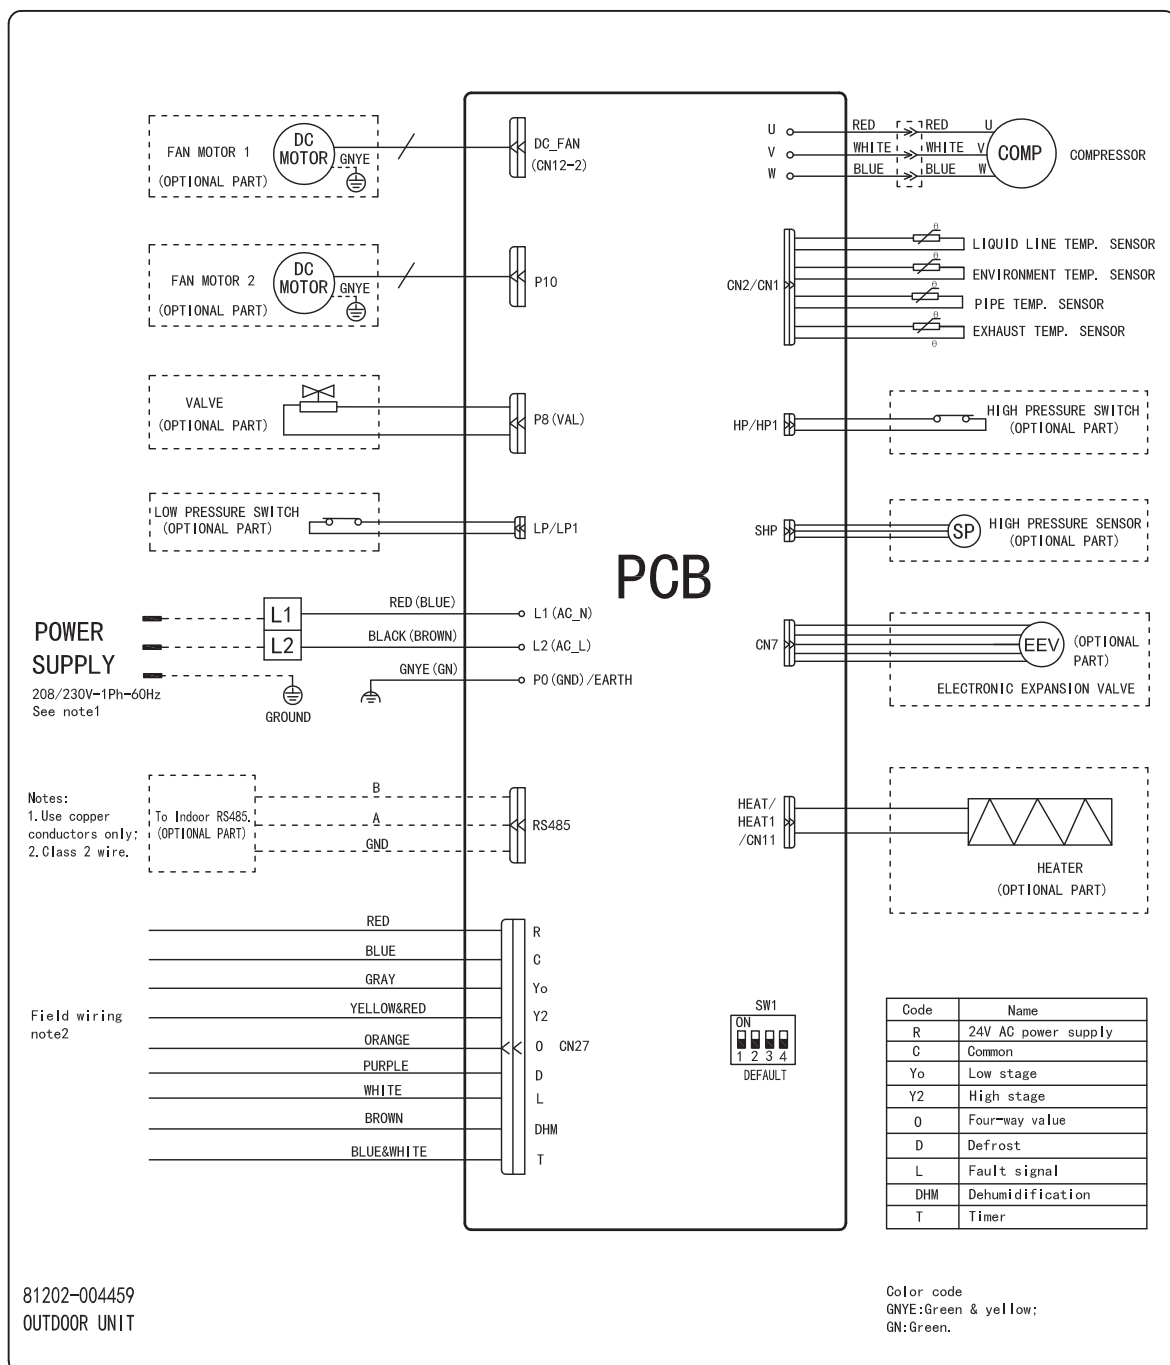 FAN MOTOR 1
(OPTIONAL PART)
DC
MOTOR
GNYE
DC_FAN
(CN12-2)
FAN MOTOR 2
(OPTIONAL PART)
DC
MOTOR
GNYE
P10
VALVE
(OPTIONAL PART)
P8(VAL)
LOW PRESSURE SWITCH
(OPTIONAL PART)
LP/LP1
POWER
SUPPLY
208/230V-1Ph-60Hz
See note1
L1
L2
RED(BLUE)
BLACK(BROWN)
GNYE(GN)
GROUND
L1(AC_N)
L2(AC_L)
P0(GND)/EARTH
Notes:
1.Use copper
conductors only;
2.Class 2 wire.
To Indoor RS485.
(OPTIONAL PART)
B
A
GND
RS485
Field wiring
note2
RED
BLUE
GRAY
YELLOW&RED
ORANGE
PURPLE
WHITE
BROWN
BLUE&WHITE
R
C
Yo
Y2
O CN27
D
L
DHM
T
PCB
U
V
W
RED
WHITE
BLUE
RED
WHITE
BLUE
U
V
W
COMP
COMPRESSOR
CN2/CN1
θ
LIQUID LINE TEMP. SENSOR
θ
ENVIRONMENT TEMP. SENSOR
θ
PIPE TEMP. SENSOR
θ
EXHAUST TEMP. SENSOR
θ
HP/HP1
HIGH PRESSURE SWITCH
(OPTIONAL PART)
SHP
SP
HIGH PRESSURE SENSOR
(OPTIONAL PART)
CN7
EEV
(OPTIONAL
PART)
ELECTRONIC EXPANSION VALVE
HEAT/
HEAT1
/CN11
HEATER
(OPTIONAL PART)
SW1
ON
1 2 3 4
DEFAULT
Code Name
R 24V AC power supply
C Common
Yo Low stage
Y2 High stage
O Four-way value
D Defrost
L Fault signal
DHM Dehumidification
T Timer
81202-004459
OUTDOOR UNIT
Color code
GNYE:Green & yellow;
GN:Green.